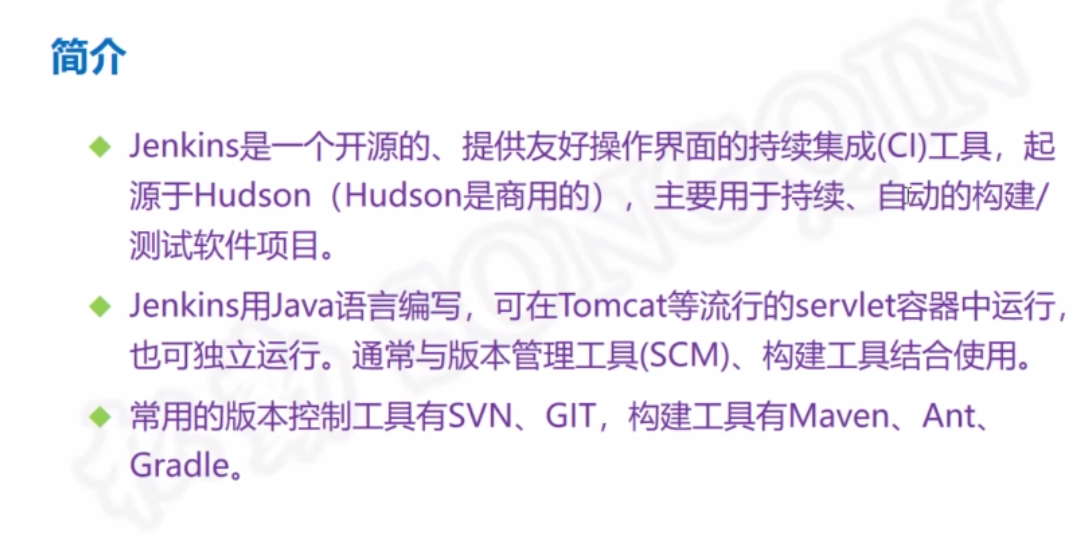 简介
Jenkins是一个开源的、提供友好操作界面的持续集成(CI)工具，起
源于Hudson（Hudson是商用的），主要用于持续、自动的构建/
测试软件项目。
Jenkins用Java语言编写，可在Tomcat等流行的servlet容器中运行，
也可独立运行。通常与版本管理工具(SCM)、构建工具结合使用。
常用的版本控制工具有SVN、GIT，构建工具有Maven、Ant、
Gradle。
SONGQIN